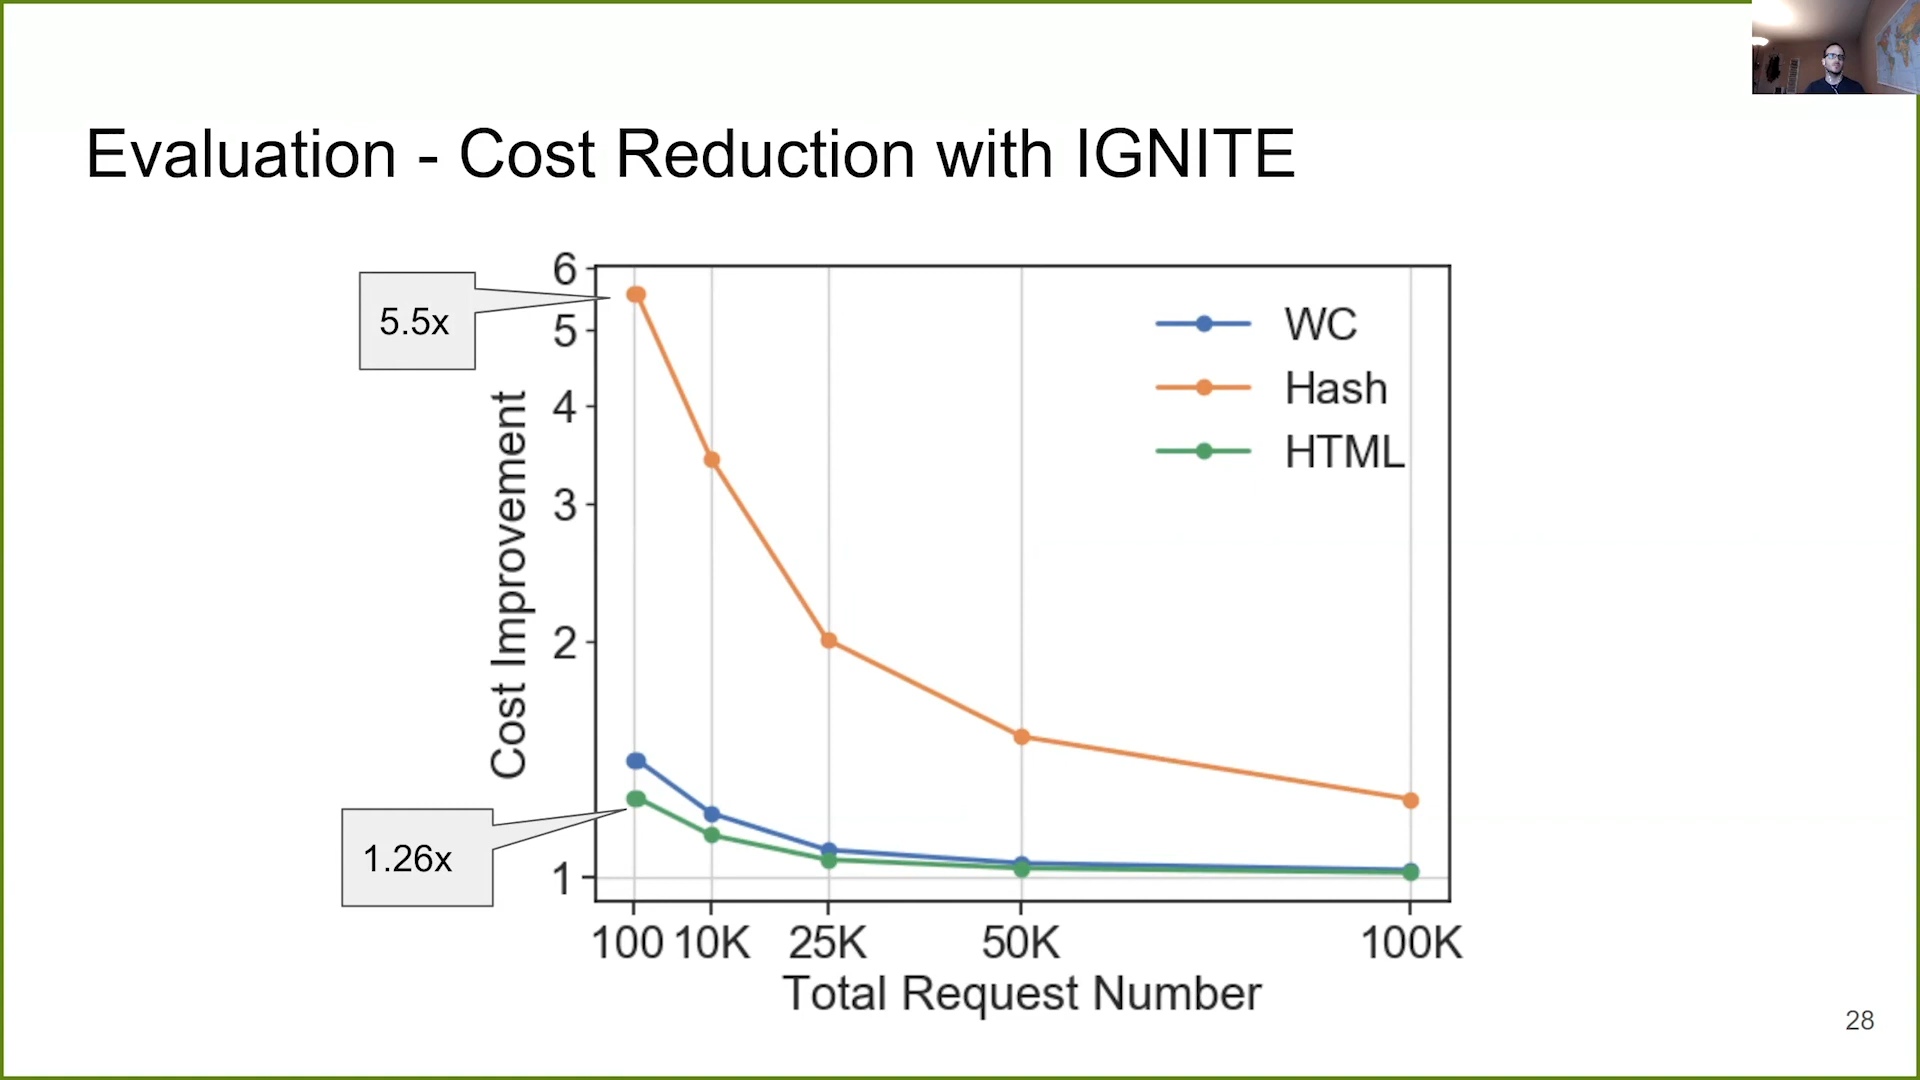 Evaluation - Cost Reduction with IGNITE
5.5x
1.26x
Cost Improvement
6
5
4
3
2
1
WC
Hash
HTML
100 10K 25K 50K 100K
Total Request Number
28